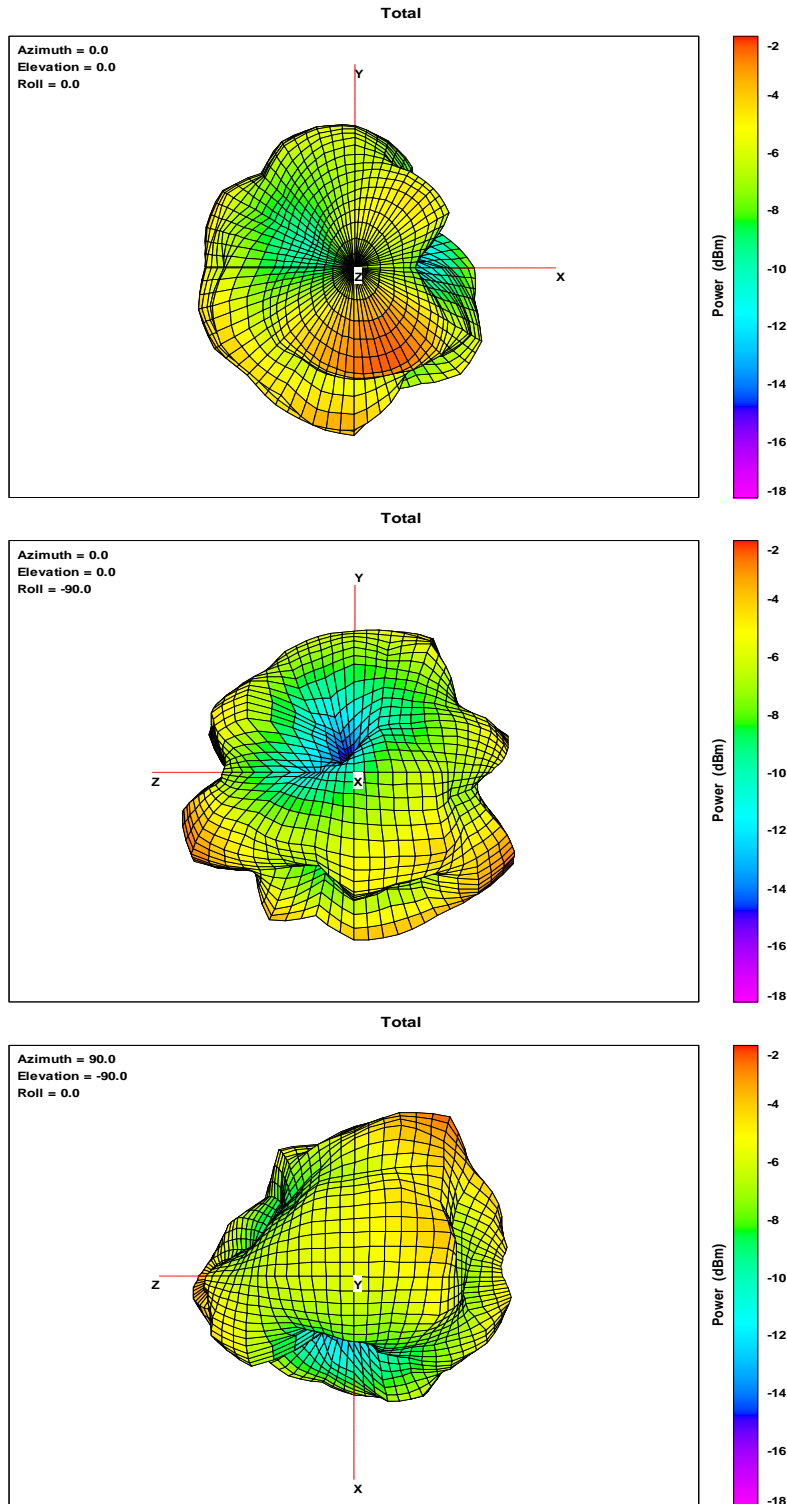 Total
Azimuth = 0.0
Elevation = 0.0
Roll = 0.0
Y
Z
X
-2
-4
-6
-8
-10
-12
-14
-16
-18
Power (dBm)
Total
Azimuth = 0.0
Elevation = 0.0
Roll = -90.0
Y
Z
X
-2
-4
-6
-8
-10
-12
-14
-16
-18
Power (dBm)
Total
Azimuth = 90.0
Elevation = -90.0
Roll = 0.0
Z
Y
X
-2
-4
-6
-8
-10
-12
-14
-16
-18
Power (dBm)